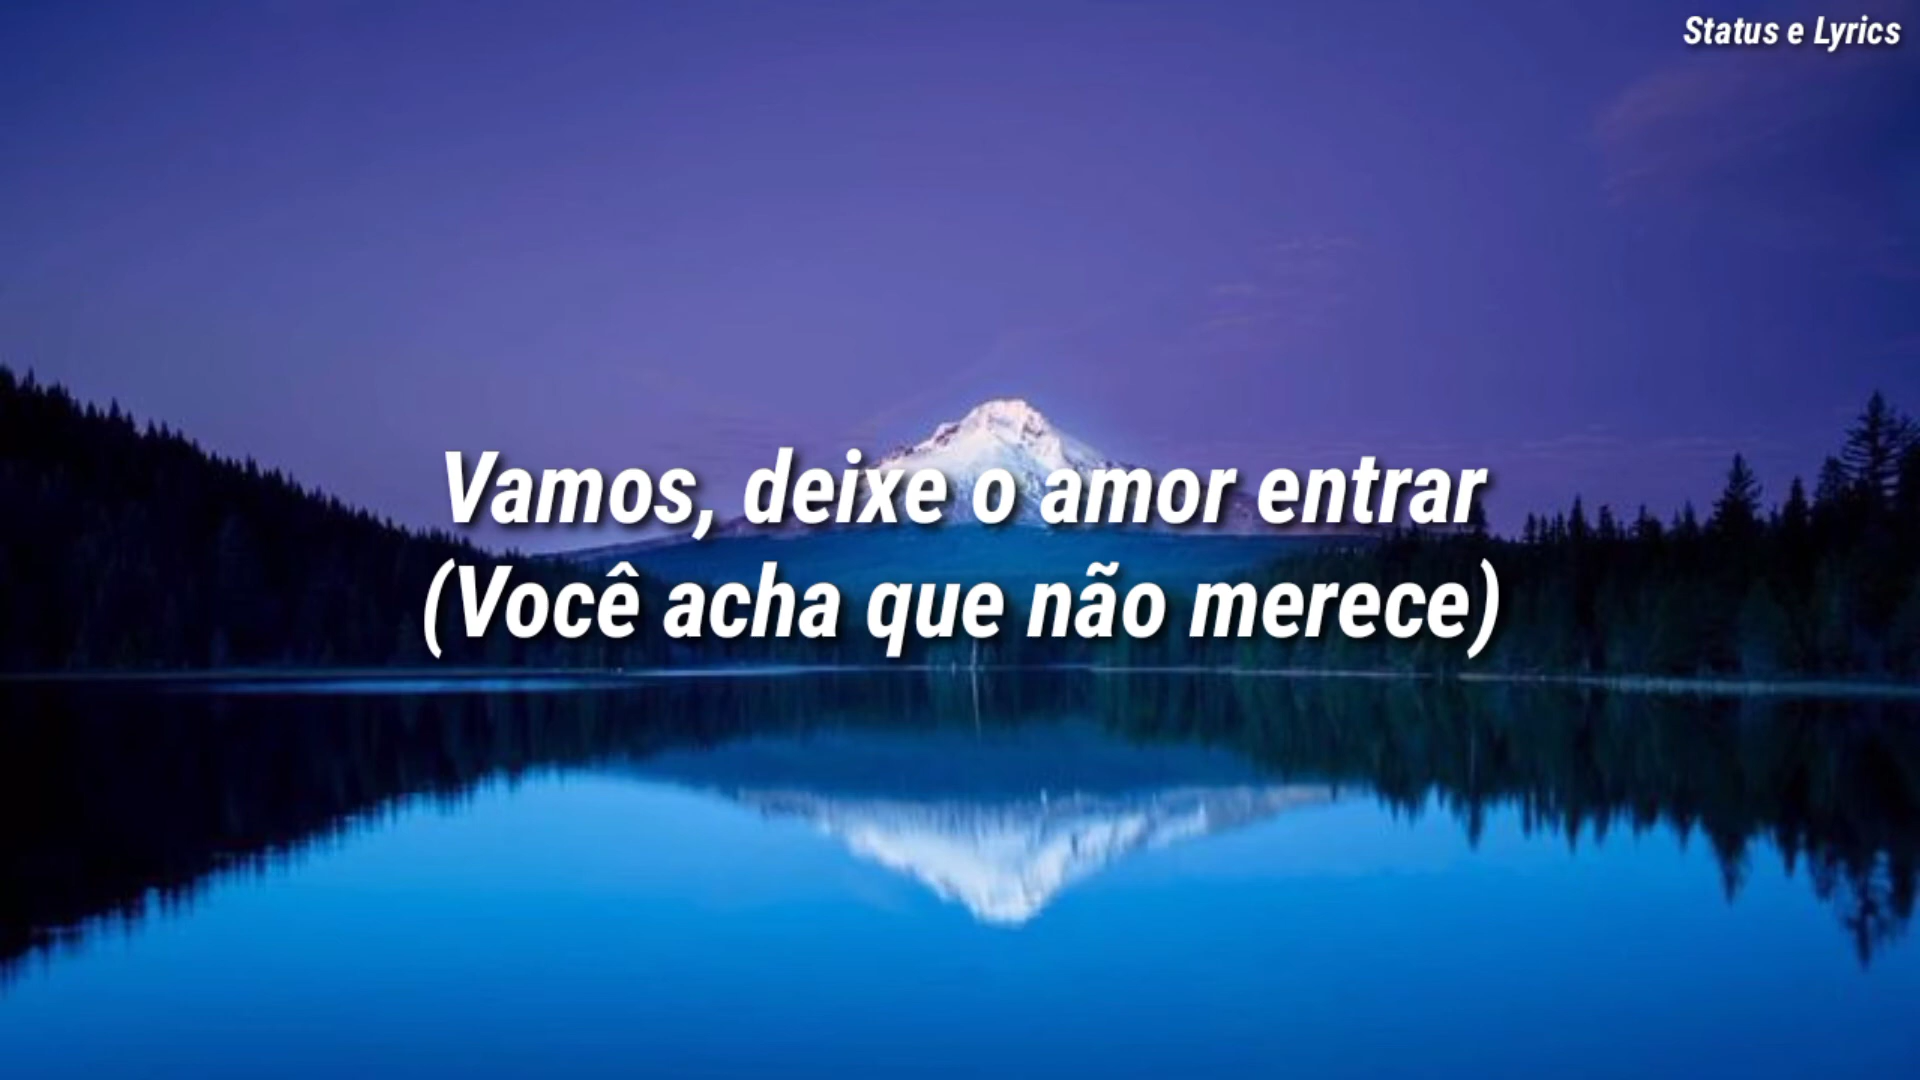 Status e Lyrics
Vamos, deixe o amor entrar
(Você acha que não merece)